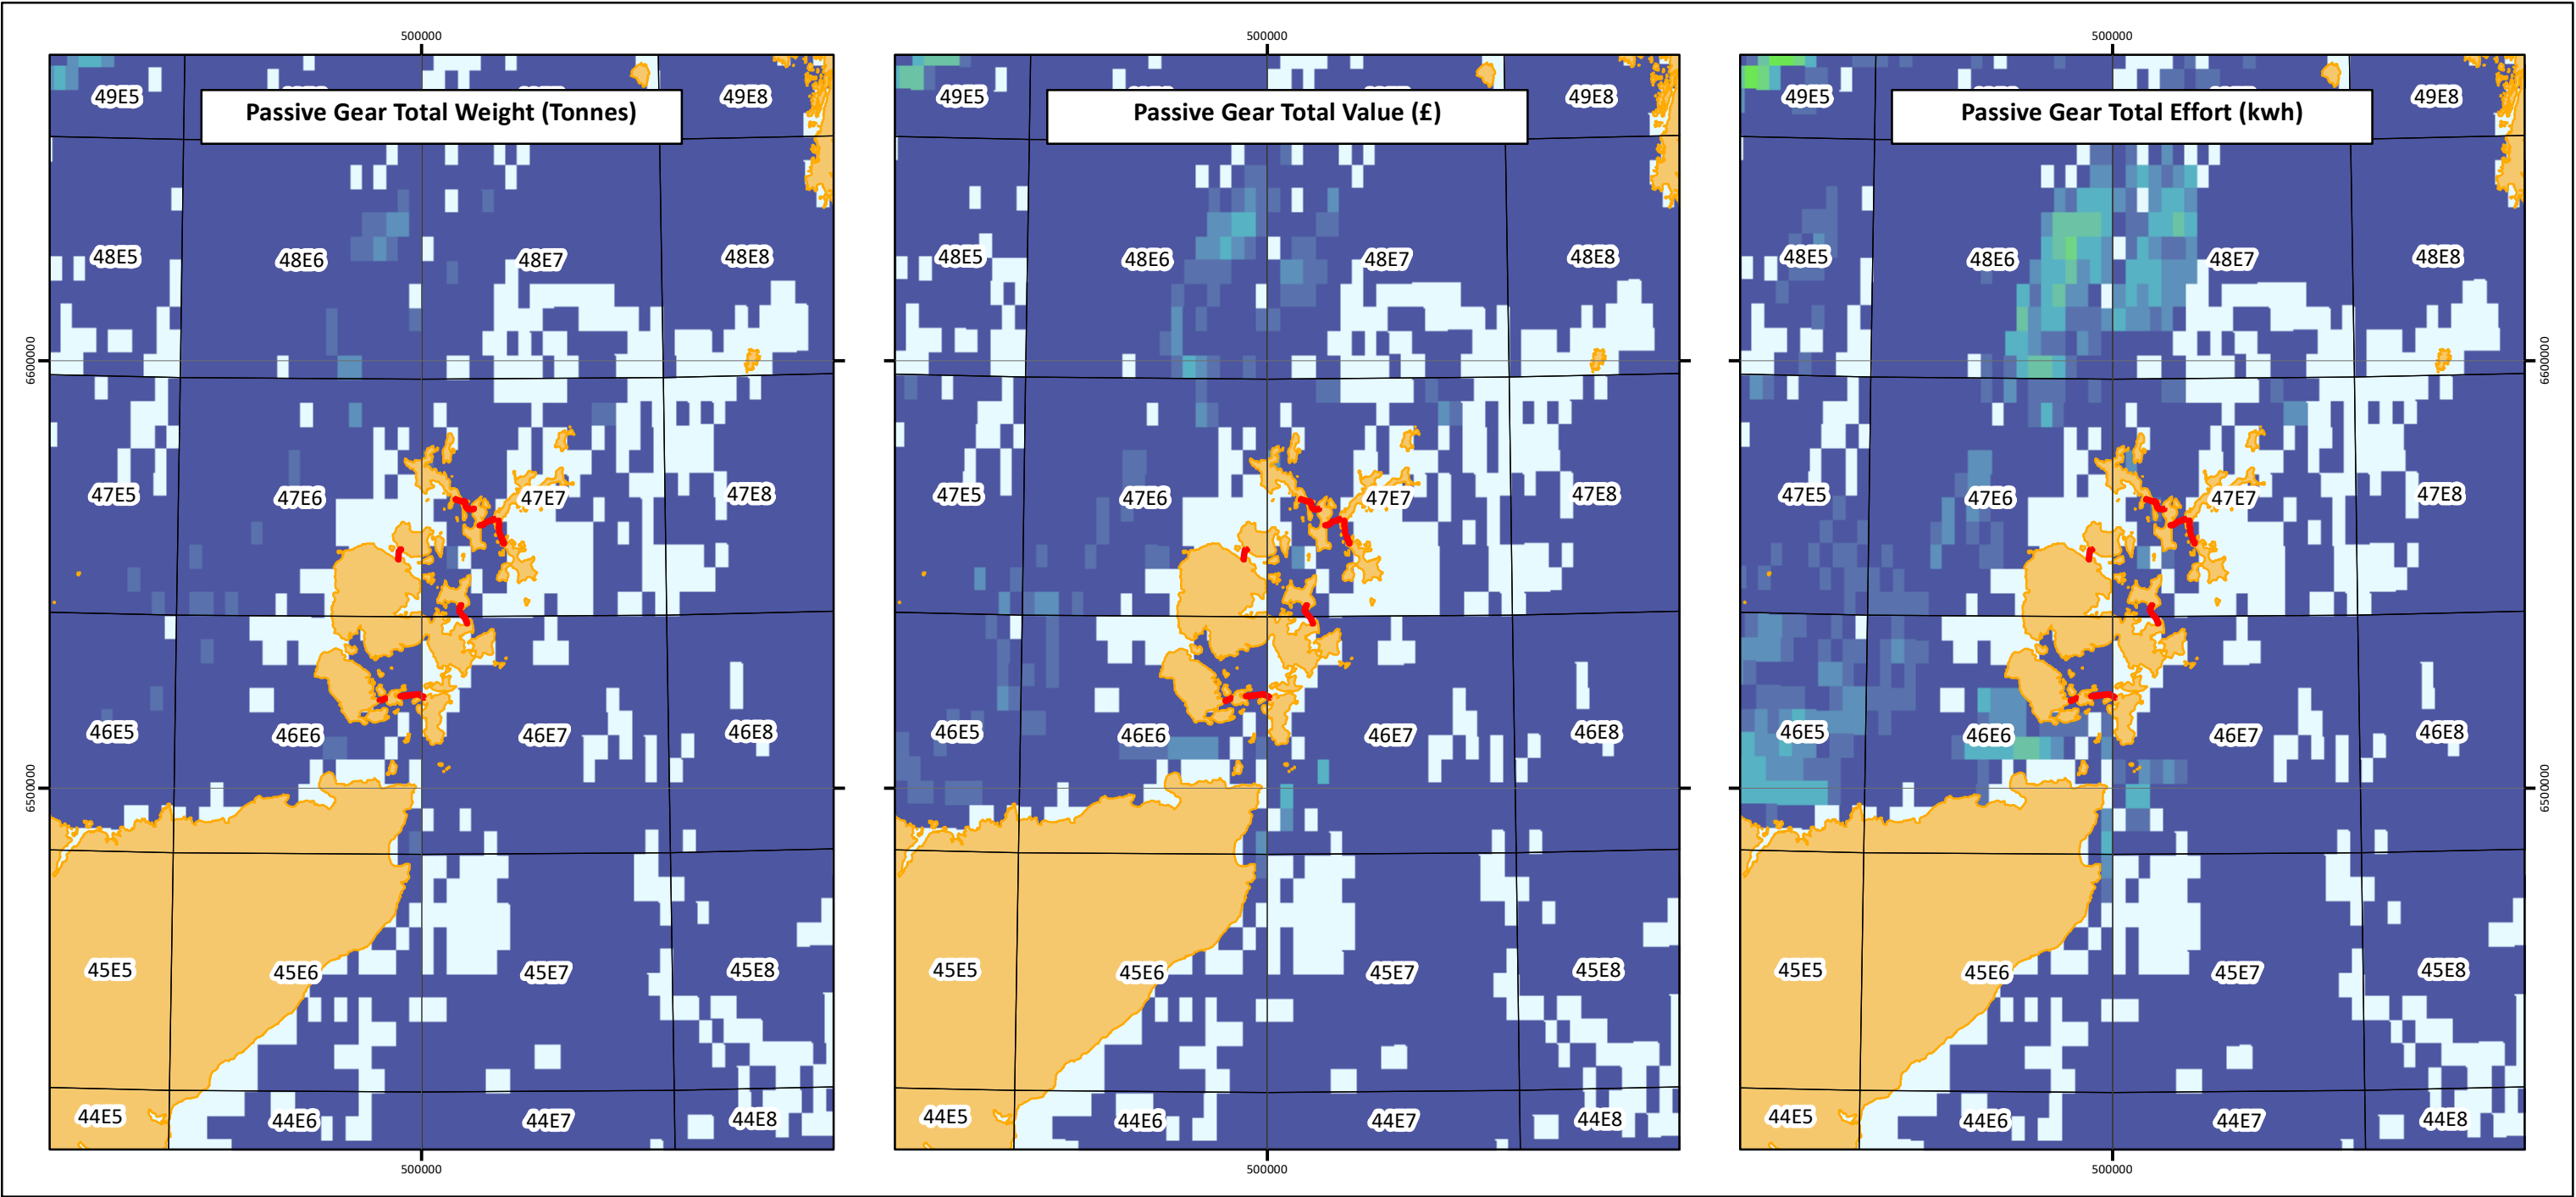 500000
500000
500000
Passive Gear Total Weight (Tonnes)
Passive Gear Total Value (£)
Passive Gear Total Effort (kwh)
49E5
49E8
49E5
49E8
49E5
49E8
48E5
48E6
48E7
48E8
48E5
48E6
48E7
48E8
48E5
48E6
48E7
48E8
6600000
6600000
47E5
47E6
47E7
47E8
47E5
47E6
47E7
47E8
47E5
47E6
47E7
47E8
46E5
46E6
46E7
46E8
46E5
46E6
46E7
46E8
46E5
46E6
46E7
46E8
6500000
6500000
45E5
45E6
45E7
45E8
45E5
45E6
45E7
45E8
45E5
45E6
45E7
45E8
44E5
44E6
44E7
44E8
44E5
44E6
44E7
44E8
44E5
44E6
44E7
44E8
500000
500000
500000